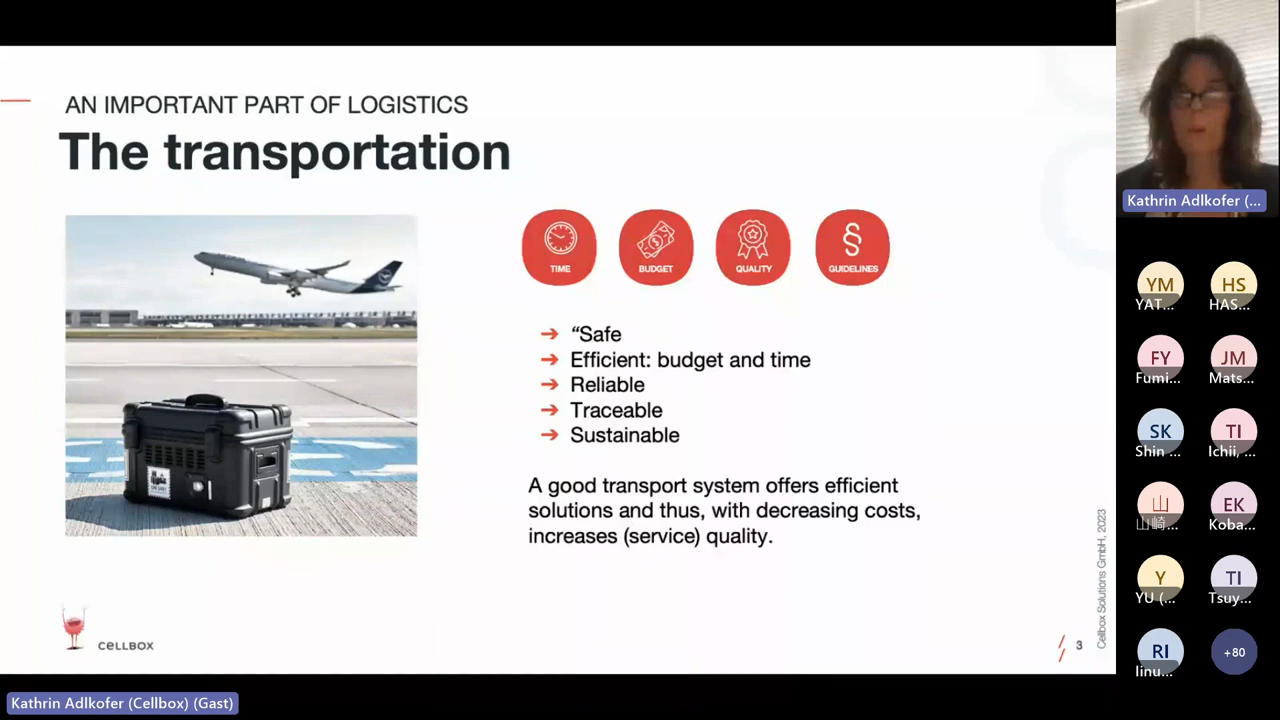 AN IMPORTANT PART OF LOGISTICS
The transportation
TIME
BUDGET
QUALITY
GUIDELINES
➔ “Safe
➔ Efficient: budget and time
➔ Reliable
➔ Traceable
➔ Sustainable
A good transport system offers efficient
solutions and thus, with decreasing costs,
increases (service) quality.
CELLBOX
3
Cellbox Solutions GmbH, 2023
Kathrin Adlkofer (Cellbox) (Gast)
Kathrin Adlkofer (...
YM
YAT...
HS
HAS...
FY
Fumi...
JM
Mats...
SK
Shin ...
TI
Ichii, ...
山
山崎...
EK
Koba...
Y
YU (...
TI
Tsuy...
RI
Iinu...
+80